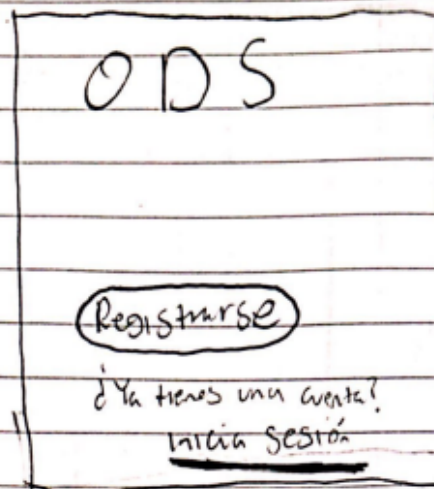 ODS
Registrarse
¿Ya tienes una cuenta?
inicia sesión